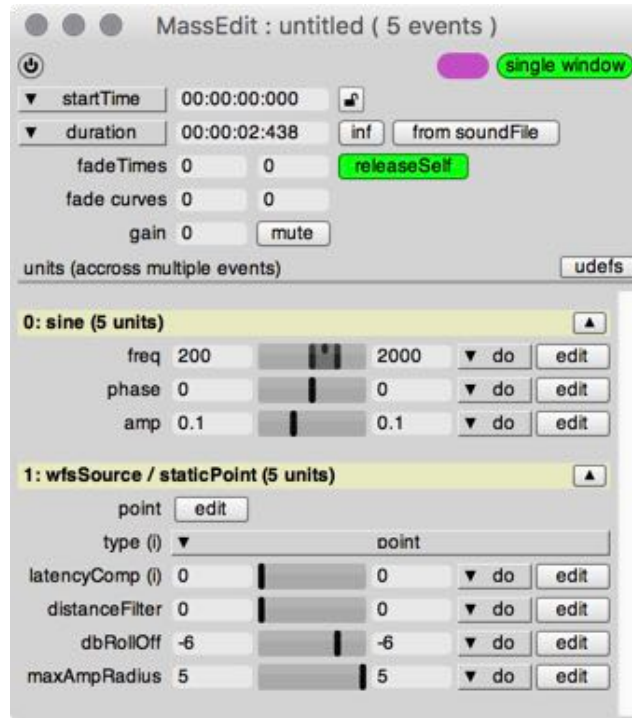 MassEdit : untitled ( 5 events )
single window
startTime 00:00:00:000
duration 00:00:02:438 inf from soundFile
fadeTimes 0 0 releaseSelf
fade curves 0 0
gain 0 mute
units (accross multiple events) udefs
0: sine (5 units)
freq 200 2000 do edit
phase 0 0 do edit
amp 0.1 0.1 do edit
1: wfsSource / staticPoint (5 units)
point edit
type (i) point
latencyComp (i) 0 0 do edit
distanceFilter 0 0 do edit
dbRollOff -6 -6 do edit
maxAmpRadius 5 5 do edit